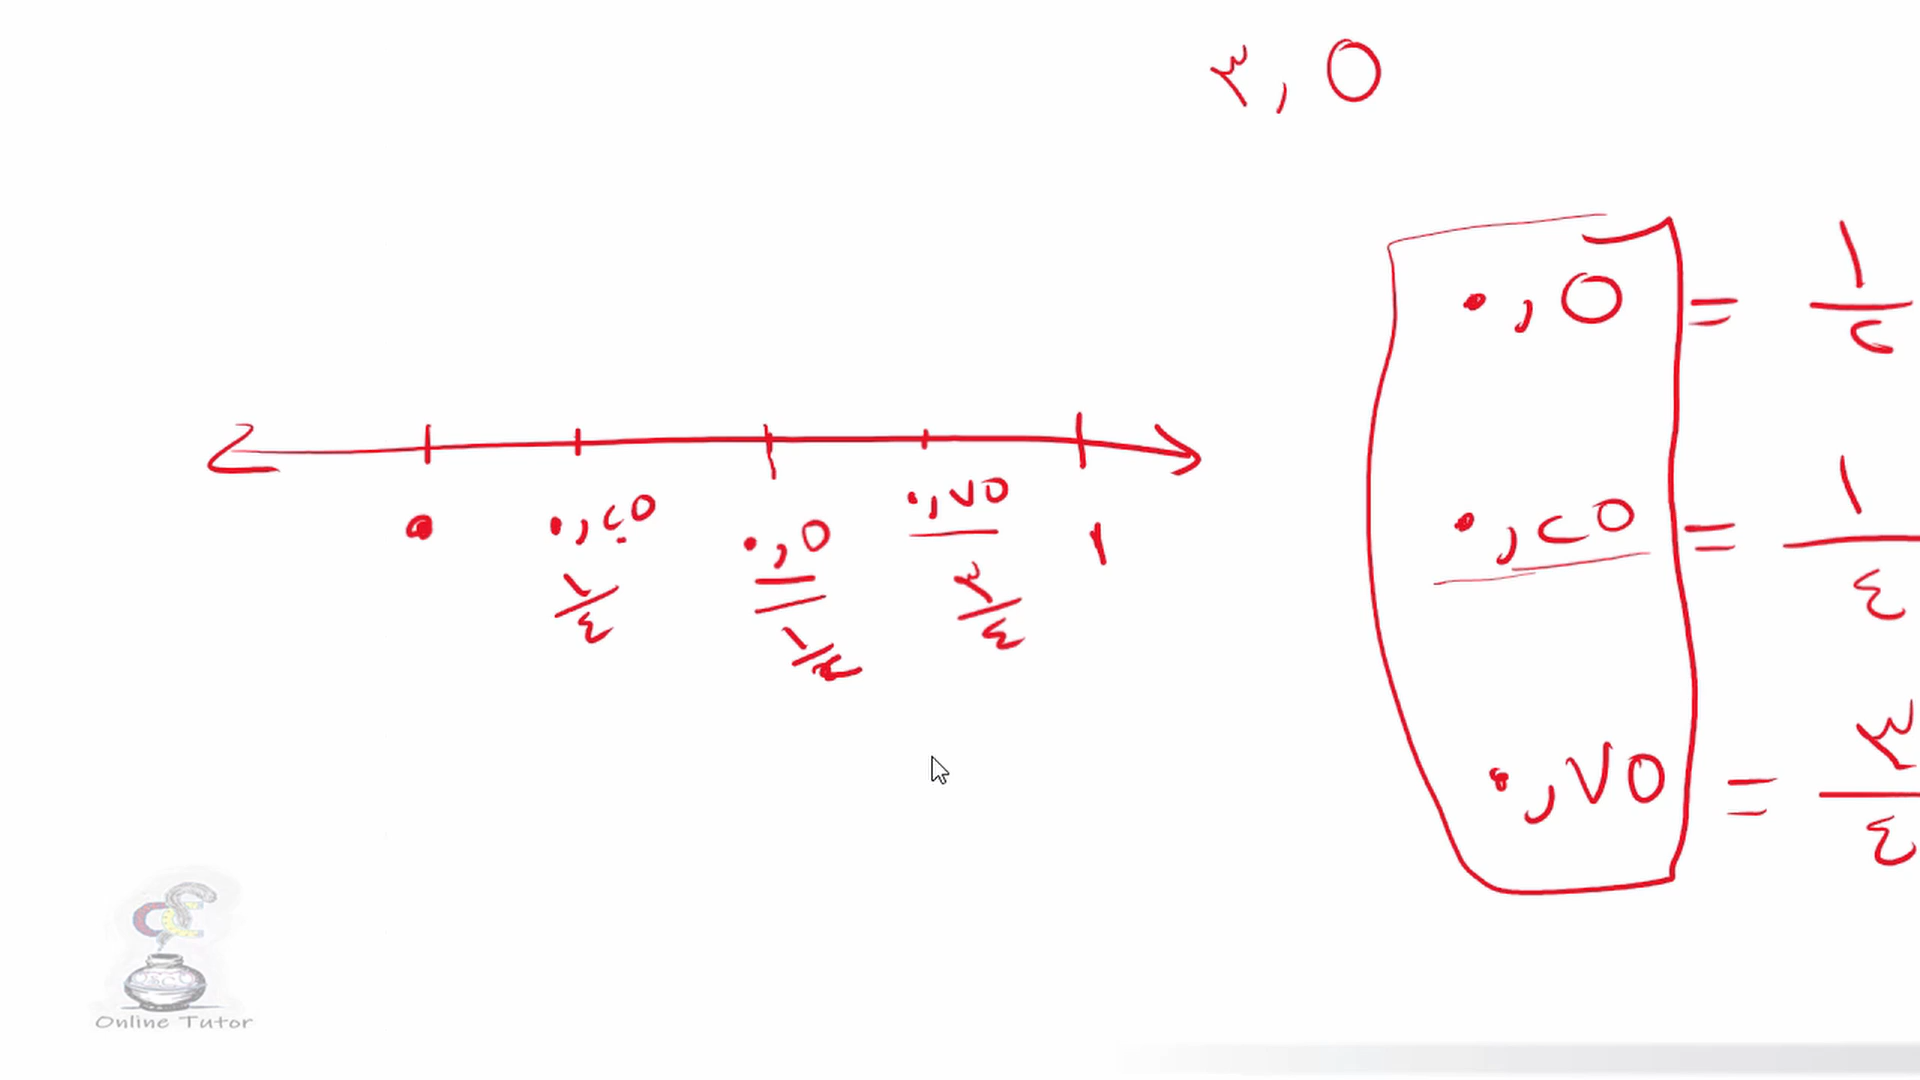 ٣,٥
٠,٥ = ١/٢
٠ ٠,٢٥ ٠,٥ ٠,٧٥ ١
١/٤ ١/٢ ٣/٤
٠,٢٥ = ١/٤
٠,٧٥ = ٣/٤
OSCO
Online Tutor